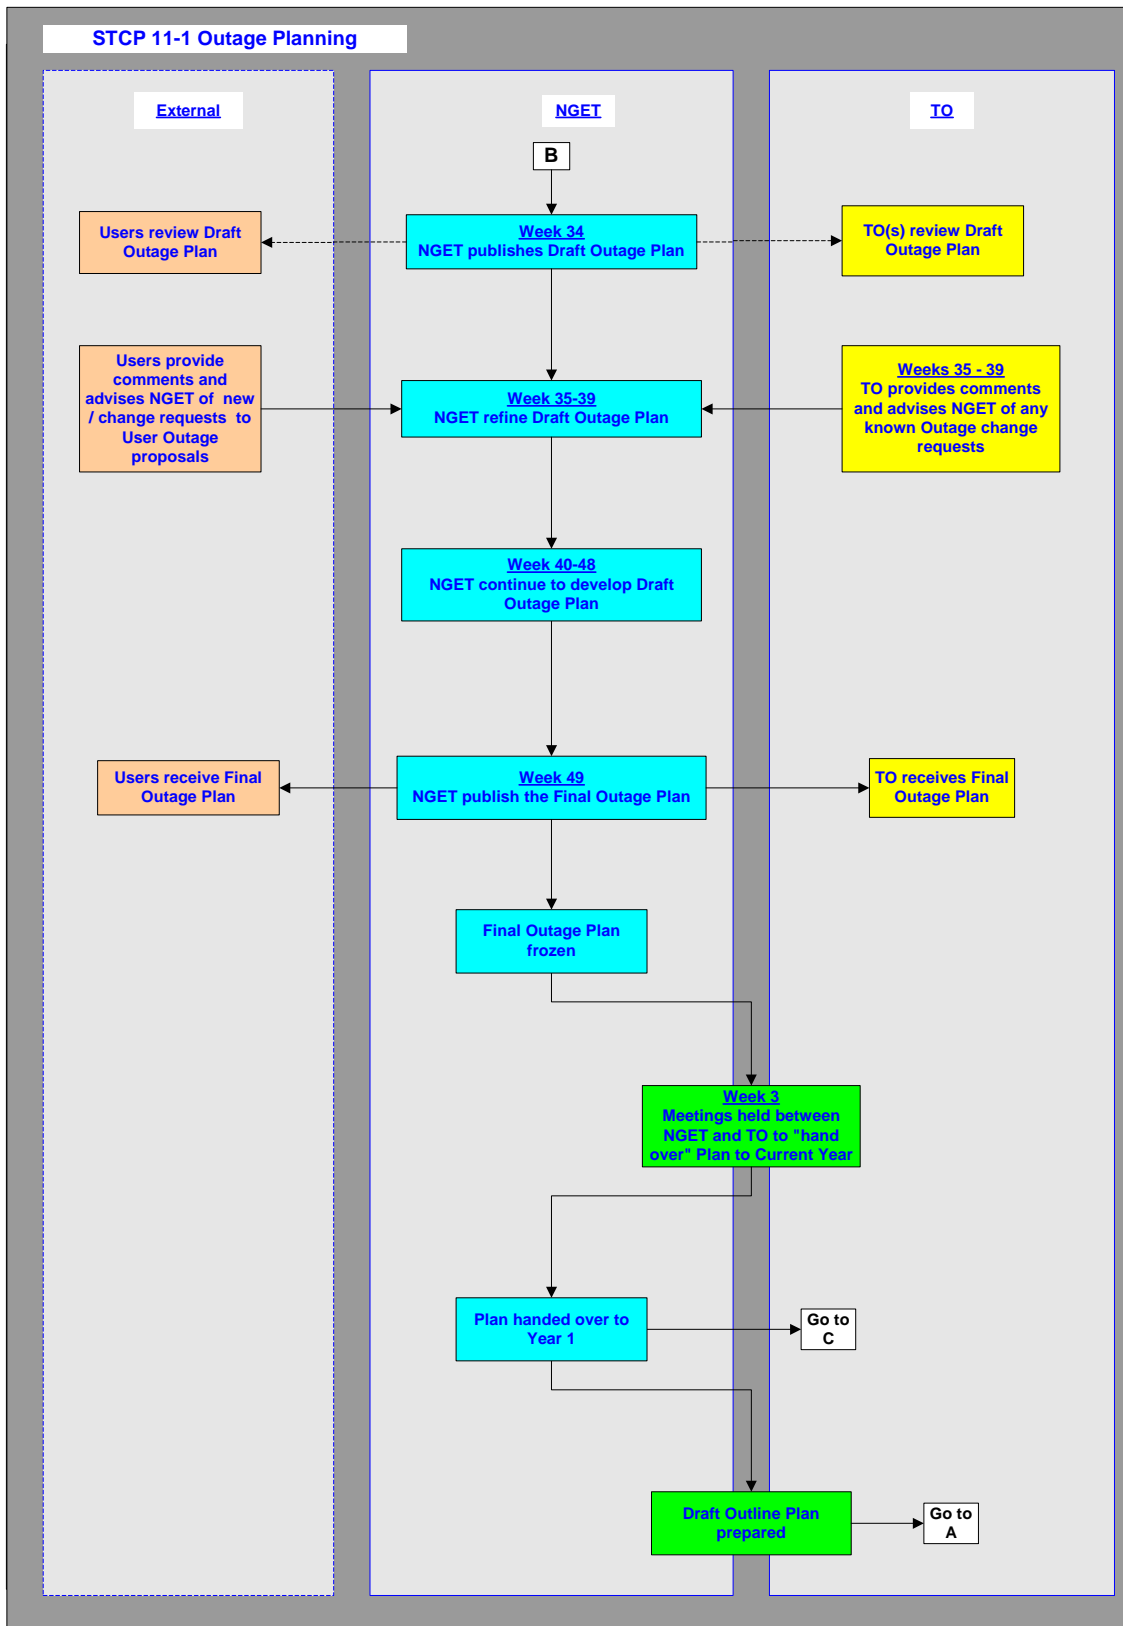 STCP 11-1 Outage Planning
External
NGET
TO
B
Users review Draft
Outage Plan
Week 34
NGET publishes Draft Outage Plan
TO(s) review Draft
Outage Plan
Users provide
comments and
advises NGET of new
/ change requests to
User Outage
proposals
Week 35-39
NGET refine Draft Outage Plan
Weeks 35 - 39
TO provides comments
and advises NGET of any
known Outage change
requests
Week 40-48
NGET continue to develop Draft
Outage Plan
Users receive Final
Outage Plan
Week 49
NGET publish the Final Outage Plan
TO receives Final
Outage Plan
Final Outage Plan
frozen
Week 3
Meetings held between
NGET and TO to "hand
over" Plan to Current Year
Plan handed over to
Year 1
Go to
C
Draft Outline Plan
prepared
Go to
A